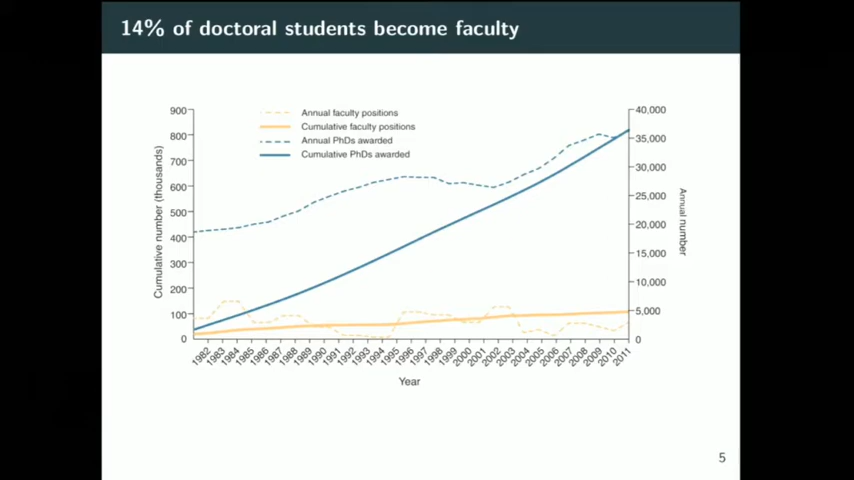 14% of doctoral students become faculty
Annual faculty positions
Cumulative faculty positions
Annual PhDs awarded
Cumulative PhDs awarded
Cumulative number (thousands)
900
800
700
600
500
400
300
200
100
0
40,000
35,000
30,000
25,000
20,000
15,000
10,000
5,000
0
Annual number
1982 1983 1984 1985 1986 1987 1988 1989 1990 1991 1992 1993 1994 1995 1996 1997 1998 1999 2000 2001 2002 2003 2004 2005 2006 2007 2008 2009 2010 2011
Year
5